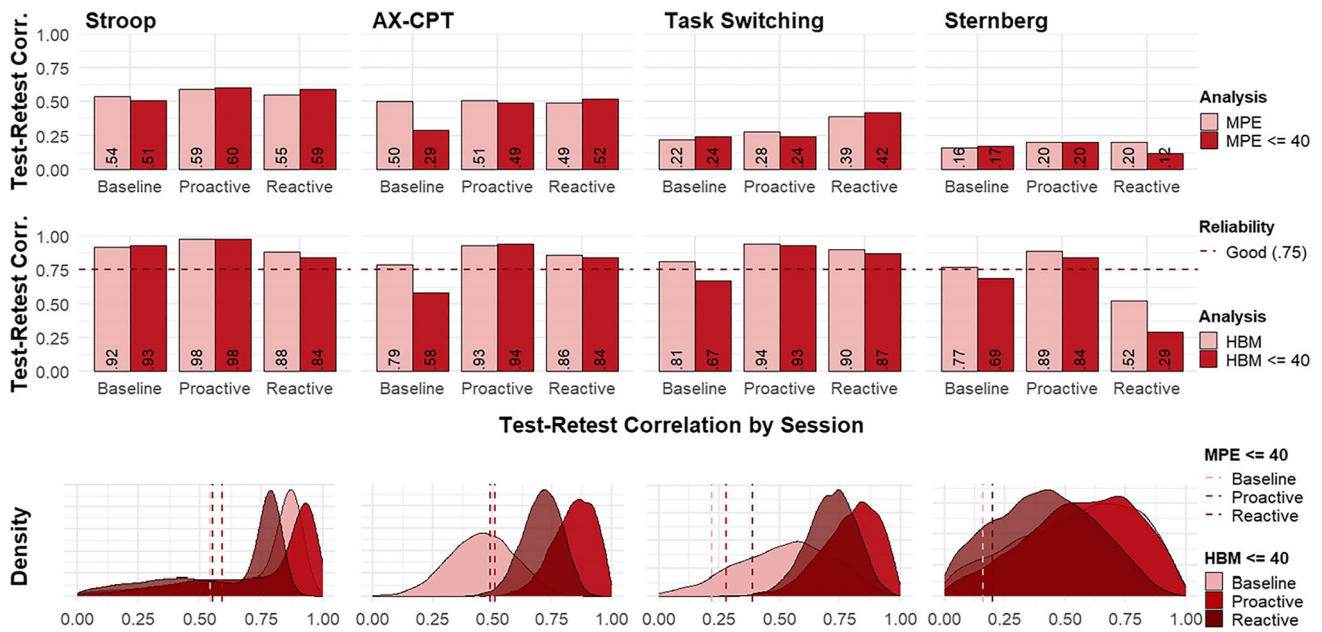 Stroop AX-CPT Task Switching Sternberg
Test-Retest Corr.
1.00
0.75
0.50
0.25
0.00
.54 .51 .59 .60 .55 .59
.50 .29 .51 .49 .49 .52
.22 .24 .28 .24 .39 .42
.16 .17 .20 .20 .20 .12
Baseline Proactive Reactive Baseline Proactive Reactive Baseline Proactive Reactive Baseline Proactive Reactive
Analysis
MPE
MPE <= 40
Test-Retest Corr.
1.00
0.75
0.50
0.25
0.00
.92 .93 .98 .98 .88 .84
.79 .58 .93 .94 .86 .84
.81 .67 .94 .93 .90 .87
.77 .69 .89 .84 .52 .29
Baseline Proactive Reactive Baseline Proactive Reactive Baseline Proactive Reactive Baseline Proactive Reactive
Reliability
Good (.75)
Analysis
HBM
HBM <= 40
Test-Retest Correlation by Session
Density
0.00 0.25 0.50 0.75 1.00 0.00 0.25 0.50 0.75 1.00 0.00 0.25 0.50 0.75 1.00 0.00 0.25 0.50 0.75 1.00
MPE <= 40
Baseline
Proactive
Reactive
HBM <= 40
Baseline
Proactive
Reactive